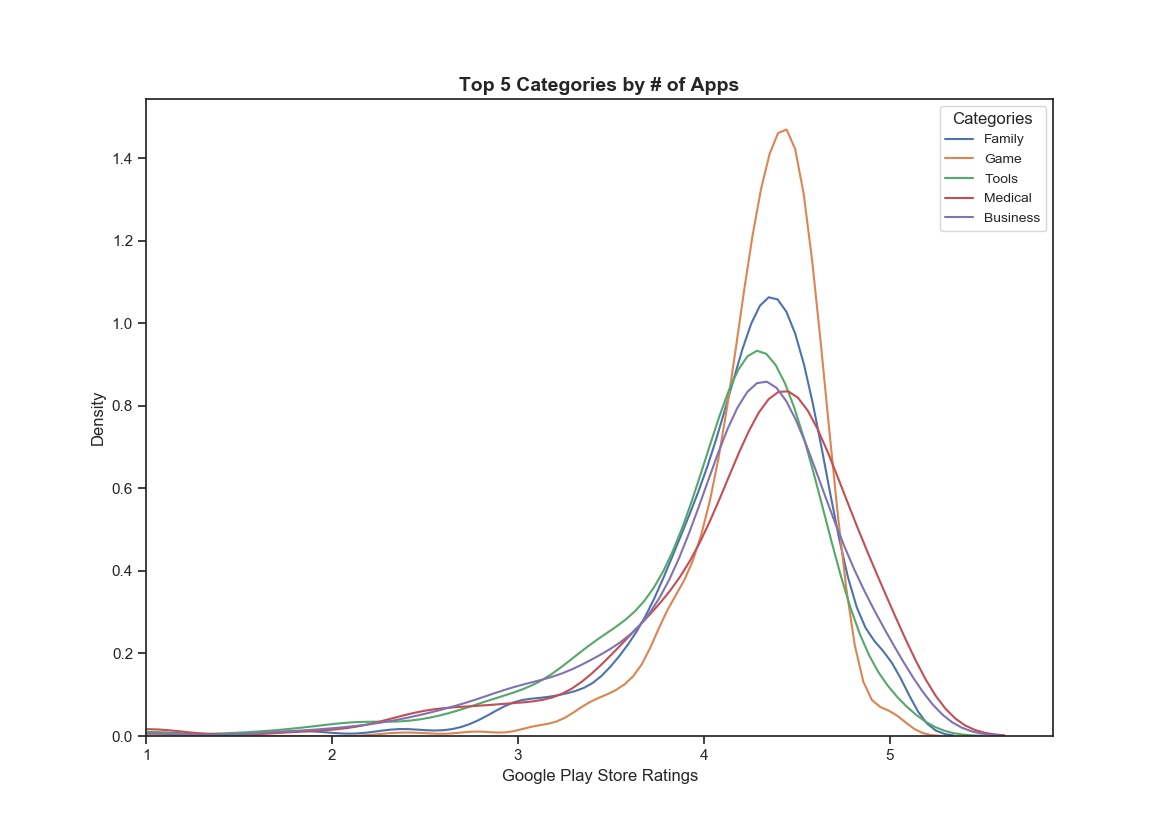 Top 5 Categories by # of Apps
Categories
Family
Game
Tools
Medical
Business
Density
1.4
1.2
1.0
0.8
0.6
0.4
0.2
0.0
1 2 3 4 5
Google Play Store Ratings